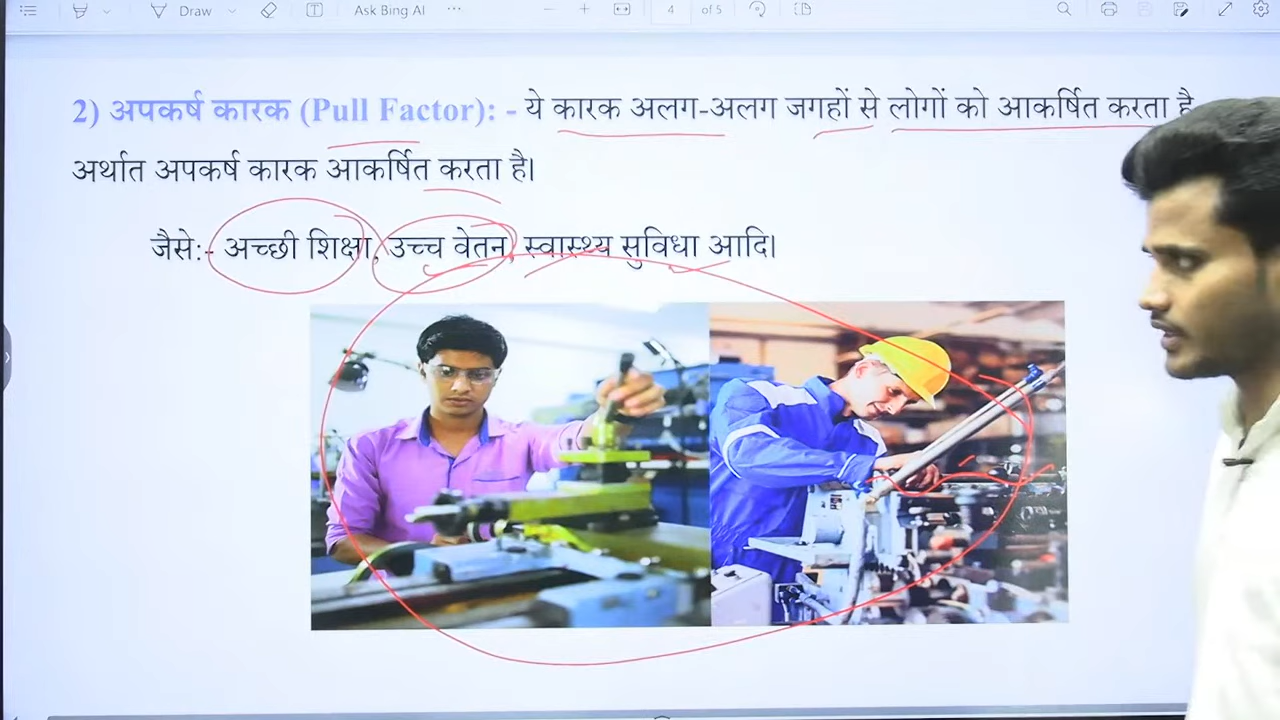 Draw
Ask Bing AI
4 of 5
2) अपकर्ष कारक (Pull Factor): - ये कारक अलग-अलग जगहों से लोगों को आकर्षित करता है
अर्थात अपकर्ष कारक आकर्षित करता है।
जैसे:- अच्छी शिक्षा, उच्च वेतन, स्वास्थ्य सुविधा आदि।